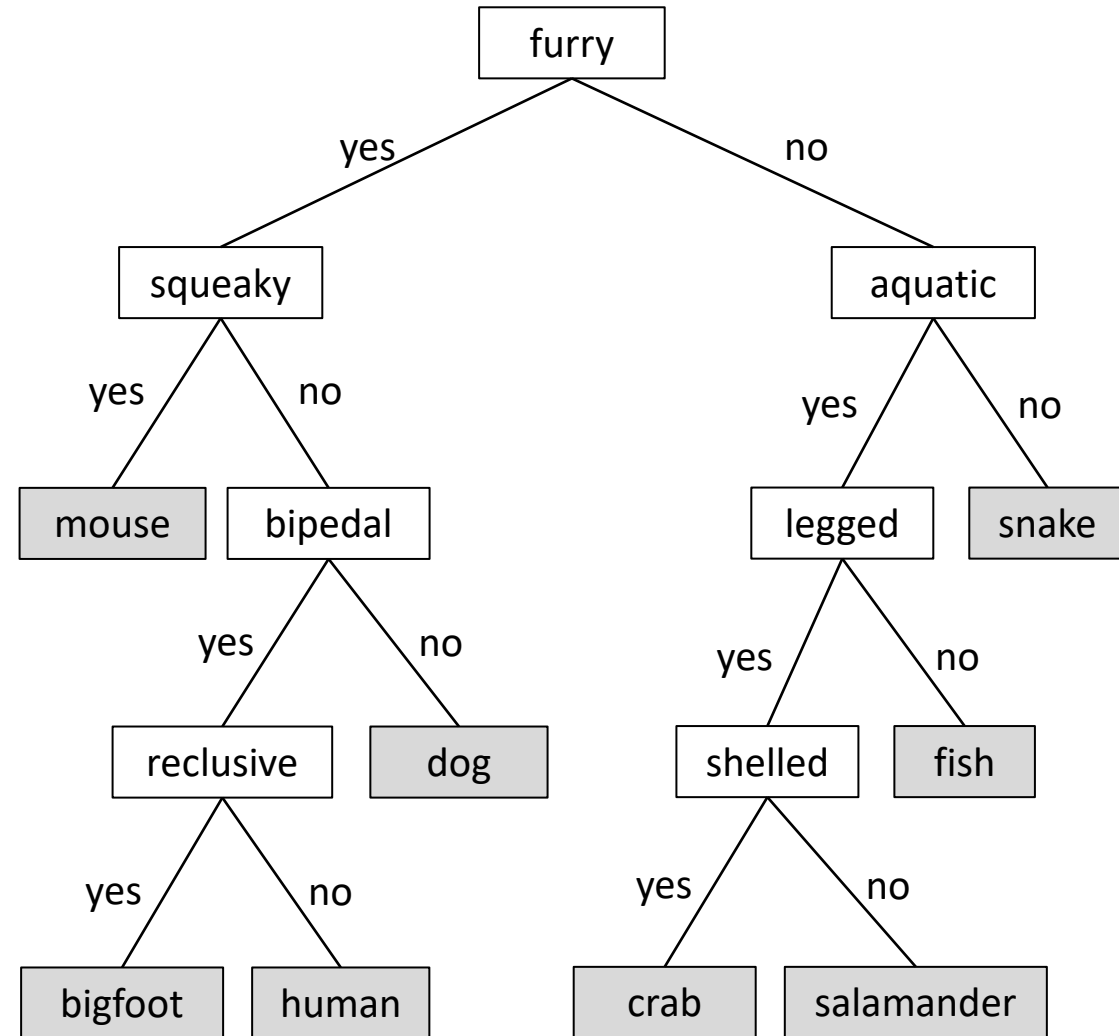 furry
yes
no
squeaky
aquatic
yes
no
yes
no
mouse
bipedal
legged
snake
yes
no
yes
no
reclusive
dog
shelled
fish
yes
no
yes
no
bigfoot
human
crab
salamander